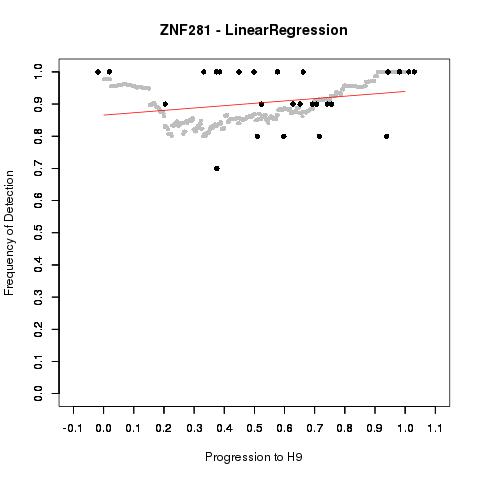 ZNF281 - LinearRegression
Frequency of Detection
1.0
0.9
0.8
0.7
0.6
0.5
0.4
0.3
0.2
0.1
0.0
-0.1 0.0 0.1 0.2 0.3 0.4 0.5 0.6 0.7 0.8 0.9 1.0 1.1
Progression to H9